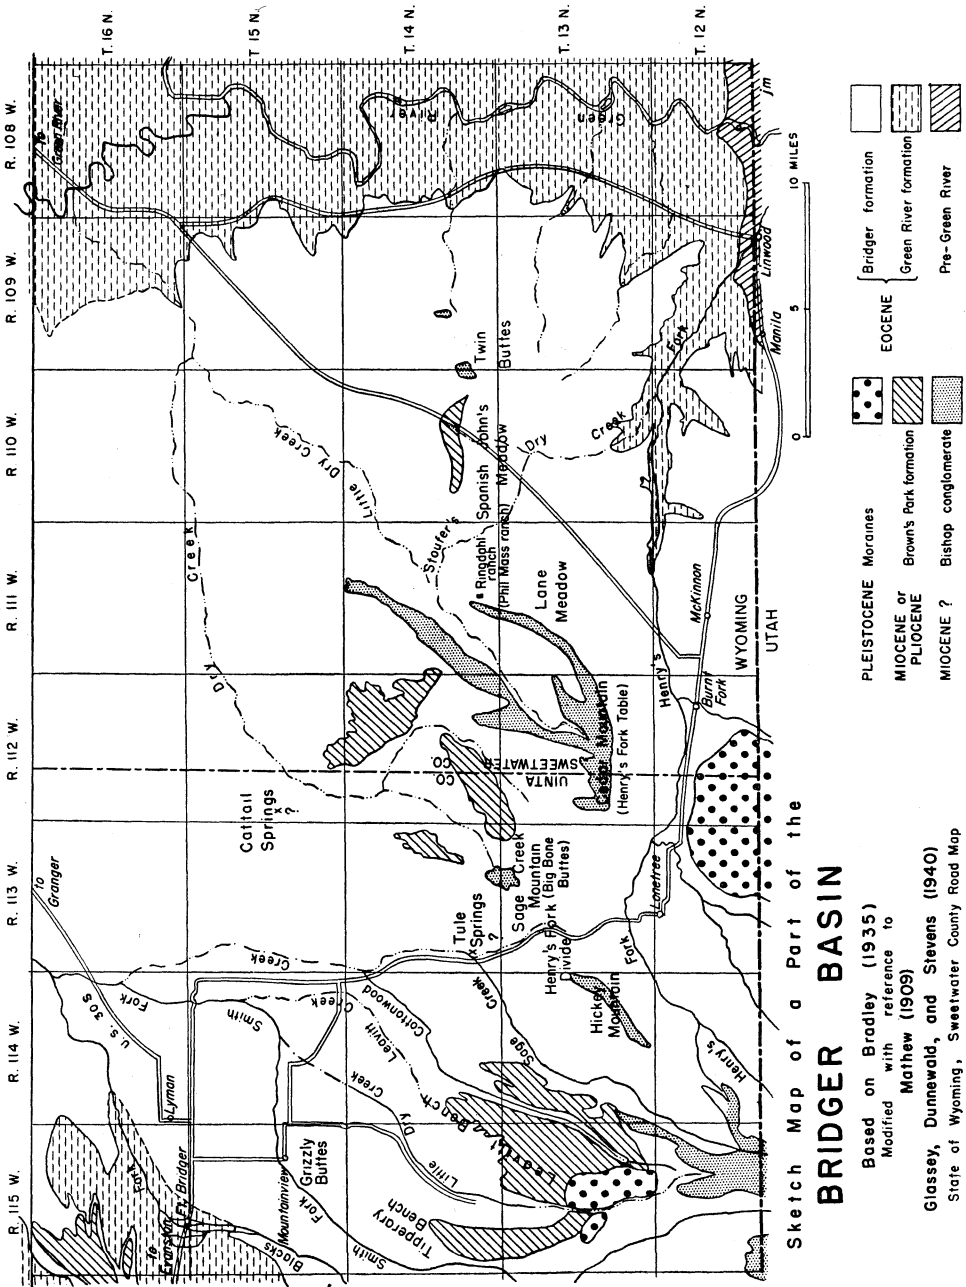 R. 115 W.
R. 114 W.
R. 113 W.
R. 112 W.
R. 111 W.
R 110 W.
R. 109 W.
R. 108 W.
T. 16 N.
T 15 N.
T. 14 N.
T. 13 N.
T. 12 N.
to
Granger
to
Green River
U.S. 30S
Fork
Lyman
Fork
To
Evanston
Ft. Bridger
Blacks
Fork
Mountainview
Grizzly
Buttes
Smith
Smith
Creek
Creek
Leavitt
Cottonwood
Creek
Little
Dry
Creek
Tipperary
Bench
Leavitt
Bench
Sage
Creek
Tule
Springs
?
Sage Creek
Mountain
(Big Bone
Buttes)
Henry's Fork
Divide
Hickey
Mountain
Henry's
Fork
Lonetree
Cattail
Springs
?
Dry
Creek
UINTA CO.
SWEETWATER CO.
Cedar Mountain
(Henry's Fork Table)
Little Dry Creek
Stoufer's
Ringdahl
ranch
(Phil Mass ranch)
Spanish John's
Meadow
Lane
Meadow
Dry
Creek
Twin
Buttes
Henry's
Fork
Burnt
Fork
McKinnon
Manila
Linwood
Green
River
WYOMING
UTAH
jm
Sketch Map of a Part of the
BRIDGER BASIN
Based on Bradley (1935)
Modified with reference to
Mathew (1909)
Glassey, Dunnewald, and Stevens (1940)
State of Wyoming, Sweetwater County Road Map
0 5 10 MILES
PLEISTOCENE Moraines
MIOCENE or
PLIOCENE Brown's Park formation
MIOCENE ? Bishop conglomerate
EOCENE
Bridger formation
Green River formation
Pre-Green River